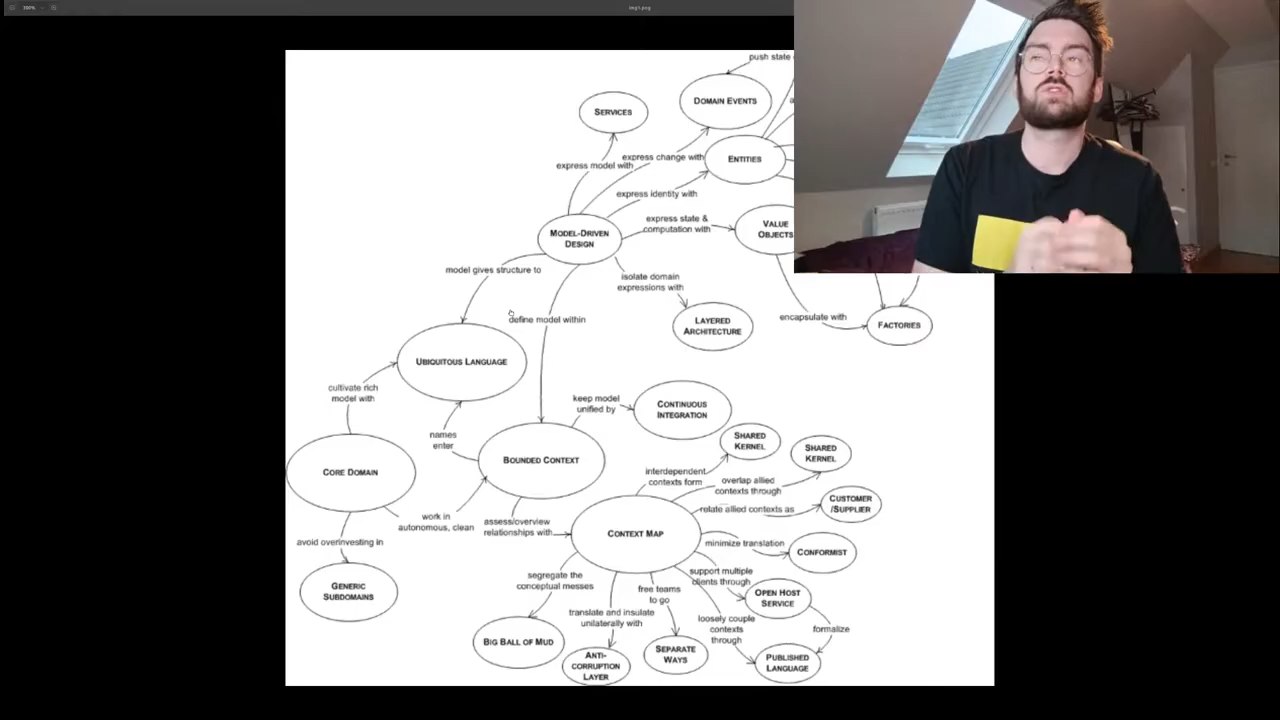 img1.png
push state
SERVICES
DOMAIN EVENTS
express change with
express model with
ENTITIES
express identity with
express state &
computation with
VALUE
OBJECTS
MODEL-DRIVEN
DESIGN
model gives structure to
isolate domain
expressions with
define model within
encapsulate with
LAYERED
ARCHITECTURE
FACTORIES
UBIQUITOUS LANGUAGE
cultivate rich
model with
keep model
unified by
CONTINUOUS
INTEGRATION
names
enter
SHARED
KERNEL
SHARED
KERNEL
BOUNDED CONTEXT
CORE DOMAIN
interdependent
contexts form
overlap allied
contexts through
work in
autonomous, clean
assess/overview
relationships with
relate allied contexts as
CUSTOMER
/SUPPLIER
CONTEXT MAP
avoid overinvesting in
minimize translation
CONFORMIST
segregate the
conceptual messes
support multiple
clients through
GENERIC
SUBDOMAINS
free teams
to go
OPEN HOST
SERVICE
translate and insulate
unilaterally with
loosely couple
contexts
through
formalize
BIG BALL OF MUD
ANTI-
CORRUPTION
LAYER
SEPARATE
WAYS
PUBLISHED
LANGUAGE